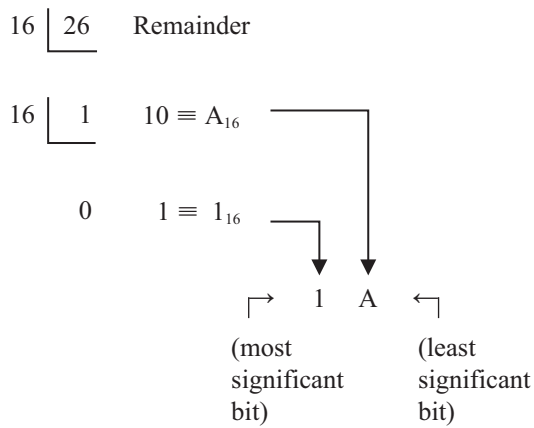 16 26 Remainder
16 1 10 ≡ A₁₆
0 1 ≡ 1₁₆
1 A
(most significant bit)
(least significant bit)